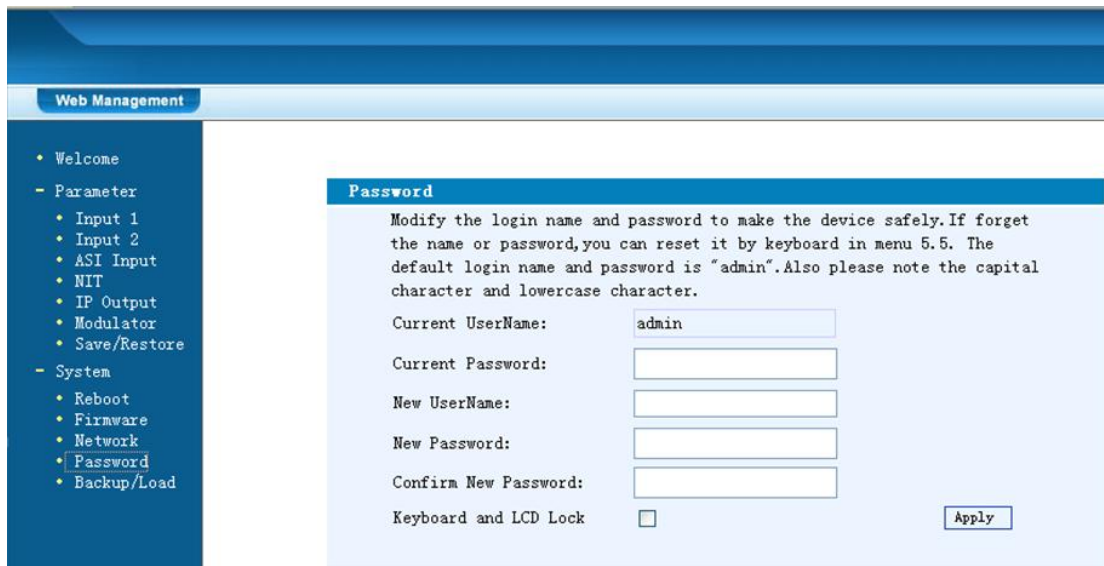 Web Management
Welcome
Parameter
Input 1
Input 2
ASI Input
NIT
IP Output
Modulator
Save/Restore
System
Reboot
Firmware
Network
Password
Backup/Load
Password
Modify the login name and password to make the device safely.If forget
the name or password,you can reset it by keyboard in menu 5.5. The
default login name and password is "admin".Also please note the capital
character and lowercase character.
Current UserName: admin
Current Password:
New UserName:
New Password:
Confirm New Password:
Keyboard and LCD Lock Apply